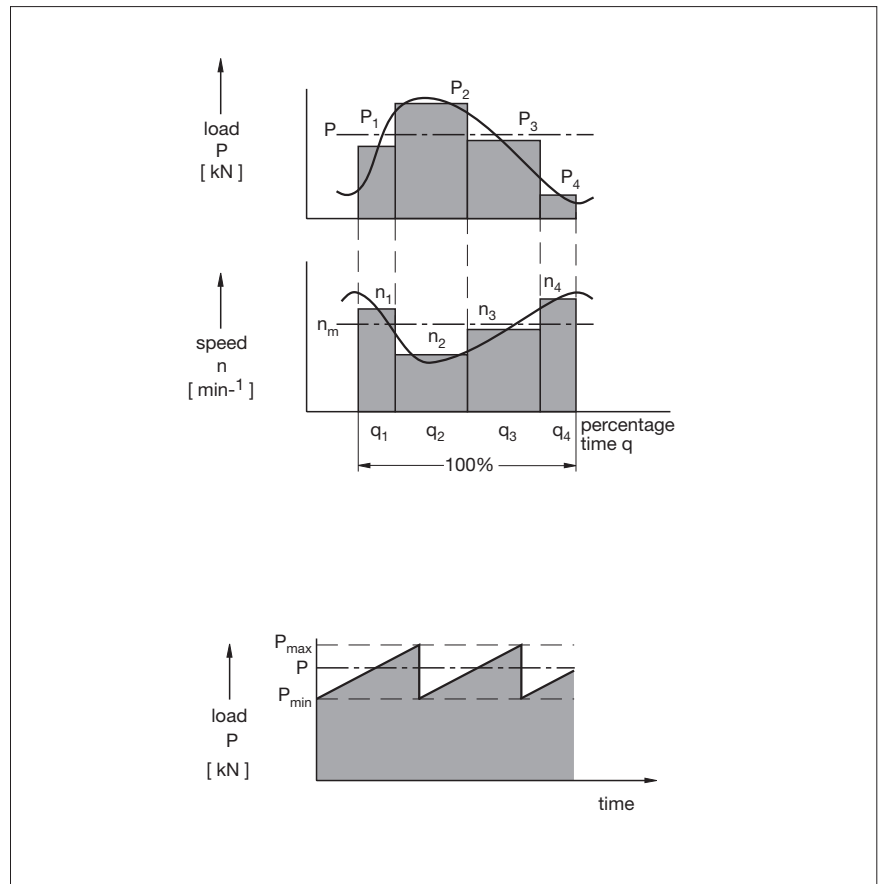 load
P
[ kN ]
P
P₁
P₂
P₃
P₄
speed
n
[ min-¹ ]
nₘ
n₁
n₂
n₃
n₄
q₁ q₂ q₃ q₄ percentage
time q
100%
load
P
[ kN ]
Pmax
P
Pmin
time